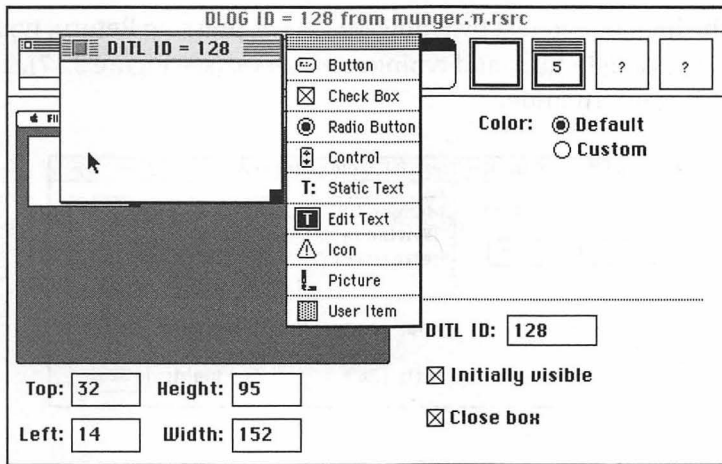 DLOG ID = 128 from munger.π.rsrc
DITL ID = 128
Button
Check Box
Radio Button
Control
T: Static Text
T Edit Text
Icon
Picture
User Item
5
?
?
Color: Default
Custom
DITL ID: 128
Initially visible
Close box
Top: 32 Height: 95
Left: 14 Width: 152